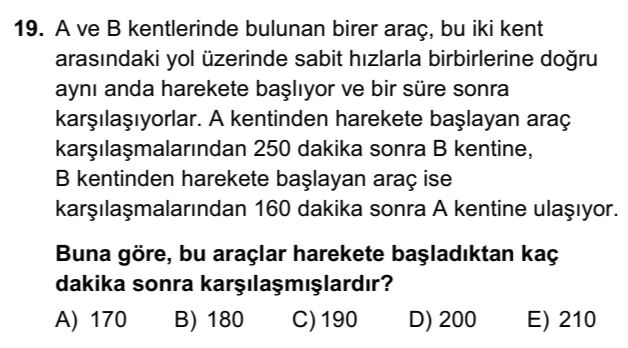 19. A ve B kentlerinde bulunan birer araç, bu iki kent
arasındaki yol üzerinde sabit hızlarla birbirlerine doğru
aynı anda harekete başlıyor ve bir süre sonra
karşılaşıyorlar. A kentinden harekete başlayan araç
karşılaşmalarından 250 dakika sonra B kentine,
B kentinden harekete başlayan araç ise
karşılaşmalarından 160 dakika sonra A kentine ulaşıyor.
Buna göre, bu araçlar harekete başladıktan kaç
dakika sonra karşılaşmışlardır?
A) 170 B) 180 C) 190 D) 200 E) 210